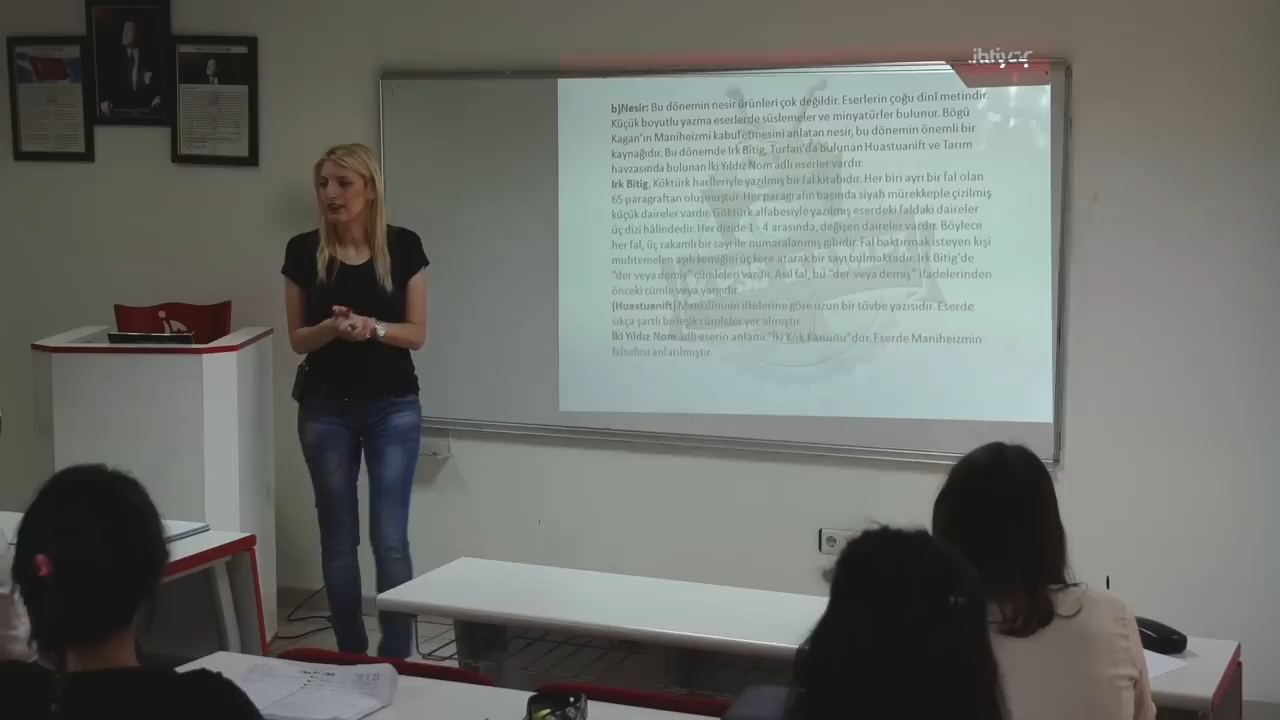 ihtiyaç
b)Nesir: Bu dönemin nesir ürünleri çok değildir. Eserlerin çoğu dinî metindir.
Küçük boyutlu yazma eserlerde süslemeler ve minyatürler bulunur. Bögü
Kagan'ın Maniheizmi kabul etmesini anlatan nesir, bu dönemin önemli bir
kaynağıdır. Bu dönemde Irk Bitig, Turfan'da bulunan Huastuanift ve Tarım
havzasında bulunan İki Yıldız Nom adlı eserler vardır.
Irk Bitig, Köktürk harfleriyle yazılmış bir fal kitabıdır. Her biri ayrı bir fal olan
65 paragraftan oluşmuştur. Her paragrafın başında siyah mürekkeple çizilmiş
küçük daireler vardır. Göktürk alfabesiyle yazılmış eserdeki faldaki daireler
üç dizi hâlindedir. Her dizide 1 - 4 arasında, değişen daireler vardır. Böylece
her fal, üç rakamlı bir sayı ile numaralanmış gibidir. Fal baktırmak isteyen kişi
muhtemelen aşık kemiğini üç kere atarak bir sayı bulmaktadır. Irk Bitig'de
"der veya demiş" cümleleri vardır. Asıl fal, bu "der veya demiş" ifadelerinden
önceki cümle veya yargıdır.
(Huastuanift) Mani dininin ilkelerine göre uzun bir tövbe yazısıdır. Eserde
sıkça şartlı birleşik cümleler yer almıştır.
İki Yıldız Nom adlı eserin anlamı "İki Kök Kanunu"dur. Eserde Maniheizmin
felsefesi anlatılmıştır.